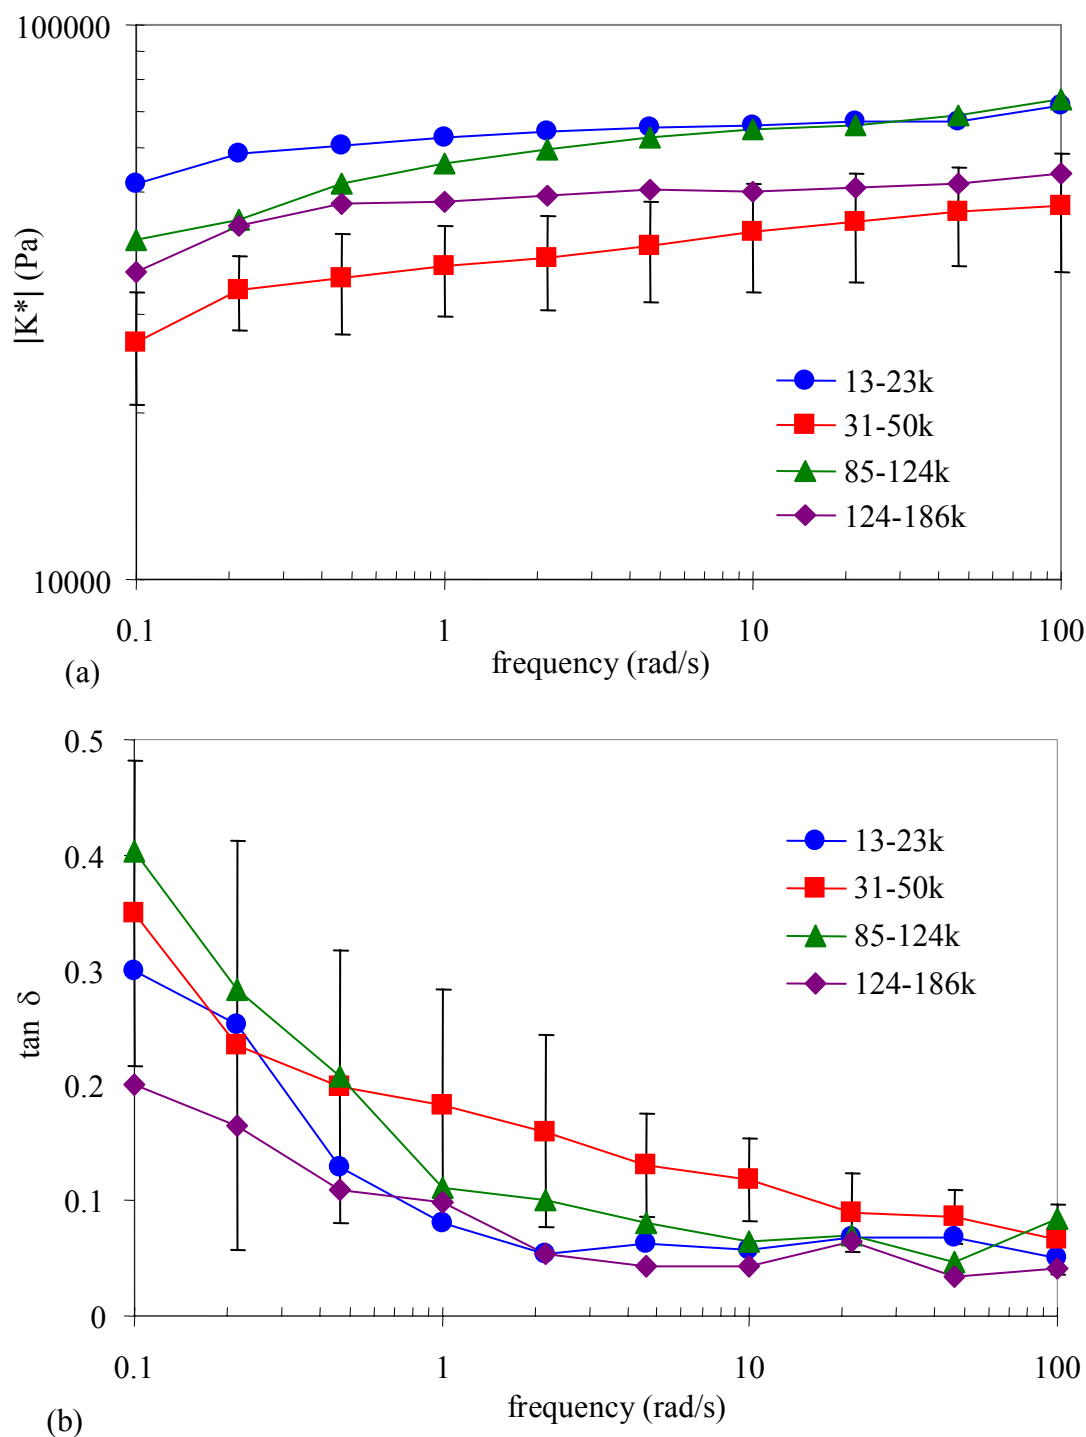 100000
|K*| (Pa)
13-23k
31-50k
85-124k
124-186k
10000
0.1 1 10 100
frequency (rad/s)
(a)
0.5
0.4
0.3
0.2
0.1
0
tan δ
13-23k
31-50k
85-124k
124-186k
0.1 1 10 100
frequency (rad/s)
(b)